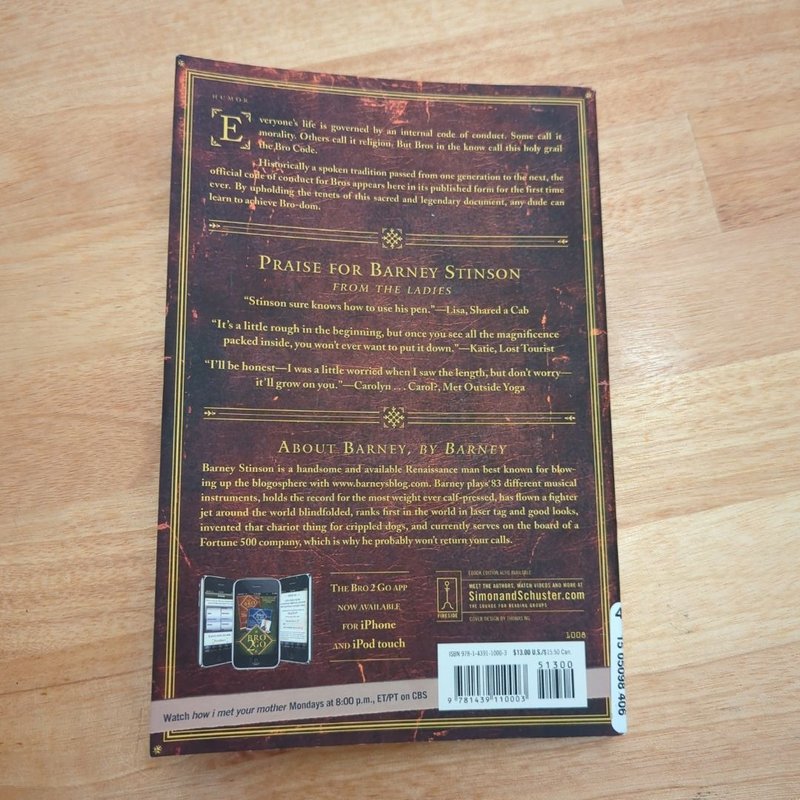 HUMOR
Everyone's life is governed by an internal code of conduct. Some call it
morality. Others call it religion. But Bros in the know call this holy grail
the Bro Code.
Historically a spoken tradition passed from one generation to the next, the
official code of conduct for Bros appears here in its published form for the first time
ever. By upholding the tenets of this sacred and legendary document, any dude can
learn to achieve Bro-dom.
PRAISE FOR BARNEY STINSON
FROM THE LADIES
“Stinson sure knows how to use his pen.”—Lisa, Shared a Cab
“It's a little rough in the beginning, but once you see all the magnificence
packed inside, you won't ever want to put it down.”—Katie, Lost Tourist
“I'll be honest—I was a little worried when I saw the length, but don't worry—
it'll grow on you.”—Carolyn . . . Carol?, Met Outside Yoga
ABOUT BARNEY, BY BARNEY
Barney Stinson is a handsome and available Renaissance man best known for blow-
ing up the blogosphere with www.barneysblog.com. Barney plays 83 different musical
instruments, holds the record for the most weight ever calf-pressed, has flown a fighter
jet around the world blindfolded, ranks first in the world in laser tag and good looks,
invented that chariot thing for crippled dogs, and currently serves on the board of a
Fortune 500 company, which is why he probably won't return your calls.
BRO
2
GO
THE BRO 2 GO APP
NOW AVAILABLE
FOR iPHONE
AND iPOD TOUCH
FIRESIDE
EBOOK EDITION ALSO AVAILABLE
MEET THE AUTHORS, WATCH VIDEOS AND MORE AT
SimonandSchuster.com
THE SOURCE FOR READING GROUPS
COVER DESIGN BY THOMAS NG
1008
ISBN 978-1-4391-1000-3 $13.00 U.S./$15.50 Can.
51300
9 781439 110003
Watch how i met your mother Mondays at 8:00 p.m., ET/PT on CBS
4 15 05098 406